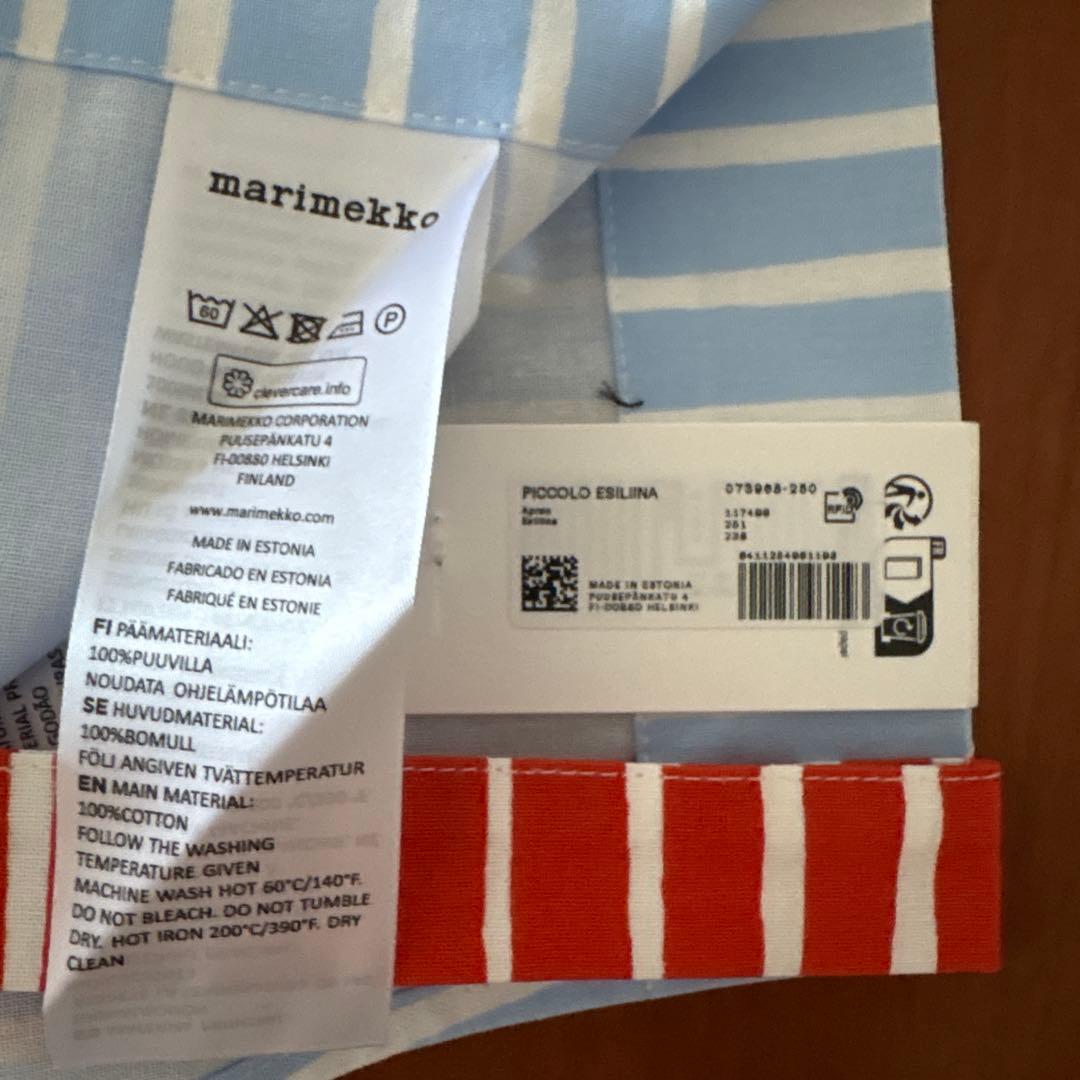 marimekko
60
P
clevercare.info
MARIMEKKO CORPORATION
PUUSEPÄNKATU 4
FI-00880 HELSINKI
FINLAND
www.marimekko.com
MADE IN ESTONIA
FABRICADO EN ESTONIA
FABRIQUÉ EN ESTONIE
FI PÄÄMATERIAALI:
100%PUUVILLA
NOUDATA OHJELÄMPÖTILAA
SE HUVUDMATERIAL:
100%BOMULL
FÖLJ ANGIVEN TVÄTTEMPERATUR
EN MAIN MATERIAL:
100%COTTON
FOLLOW THE WASHING
TEMPERATURE GIVEN
MACHINE WASH HOT 60°C/140°F.
DO NOT BLEACH. DO NOT TUMBLE
DRY. HOT IRON 200°C/390°F. DRY
CLEAN
PICCOLO ESILIINA
Apron
Esiliina
073968-250
117498
251
RFID
MADE IN ESTONIA
PUUSEPÄNKATU 4
FI-00880 HELSINKI
FR